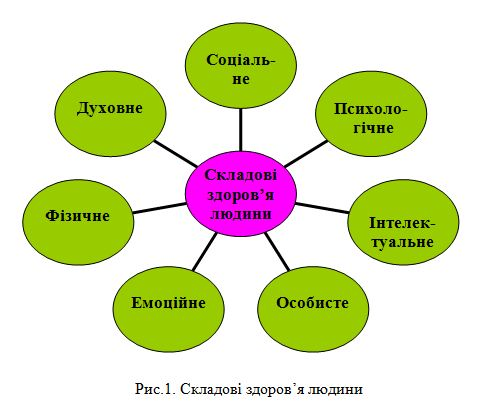 Соціаль-
не
Духовне
Психоло-
гічне
Складові
здоров’я
людини
Фізичне
Інтелек-
туальне
Емоційне
Особисте
Рис.1. Складові здоров’я людини